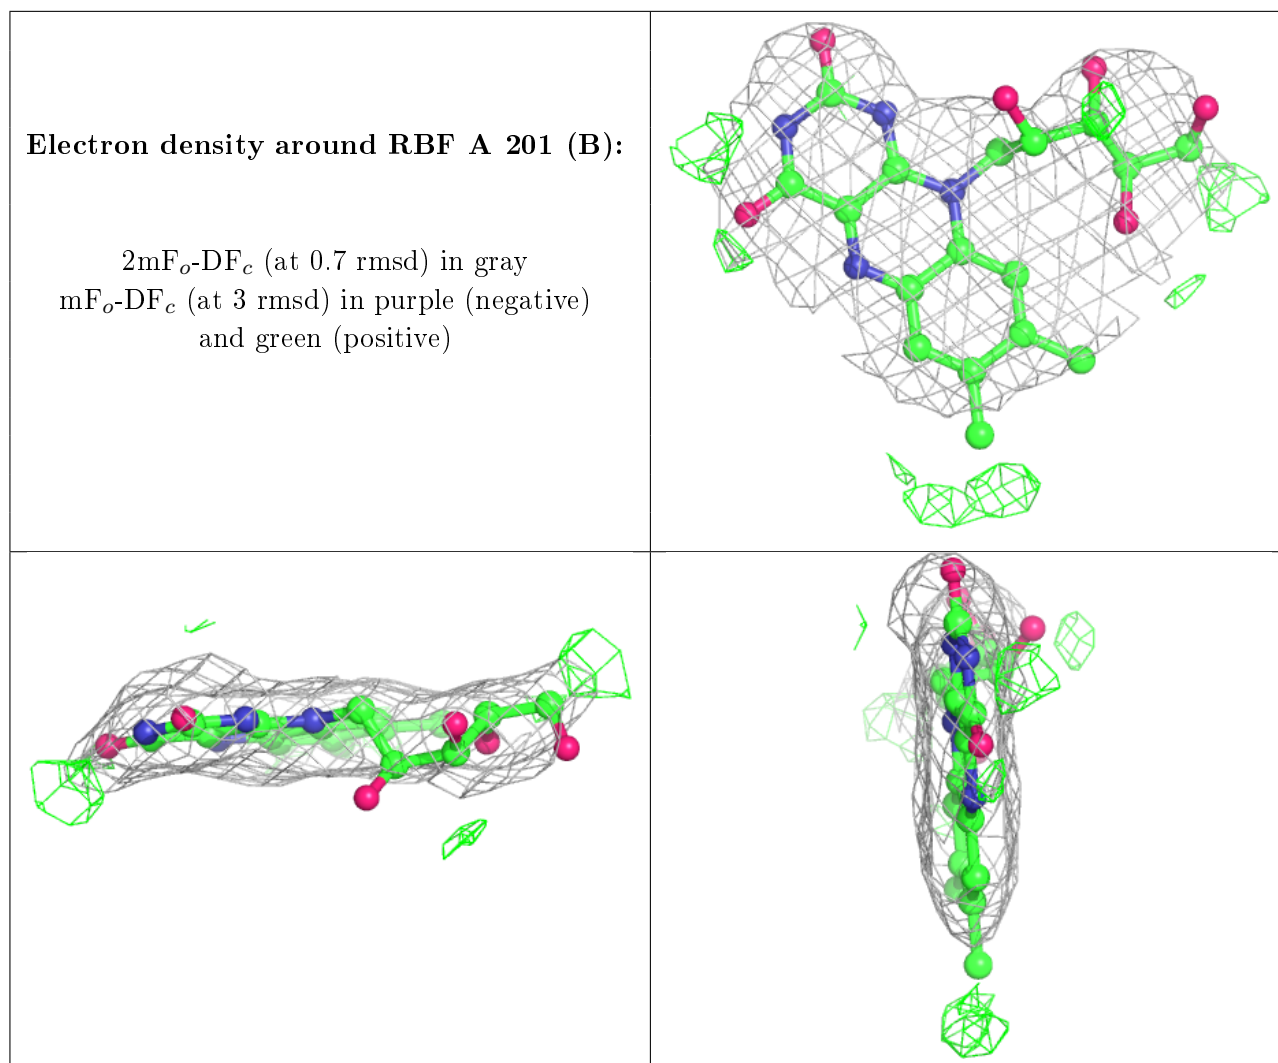 Electron density around RBF A 201 (B):
2mFo-DFc (at 0.7 rmsd) in gray
mFo-DFc (at 3 rmsd) in purple (negative)
and green (positive)